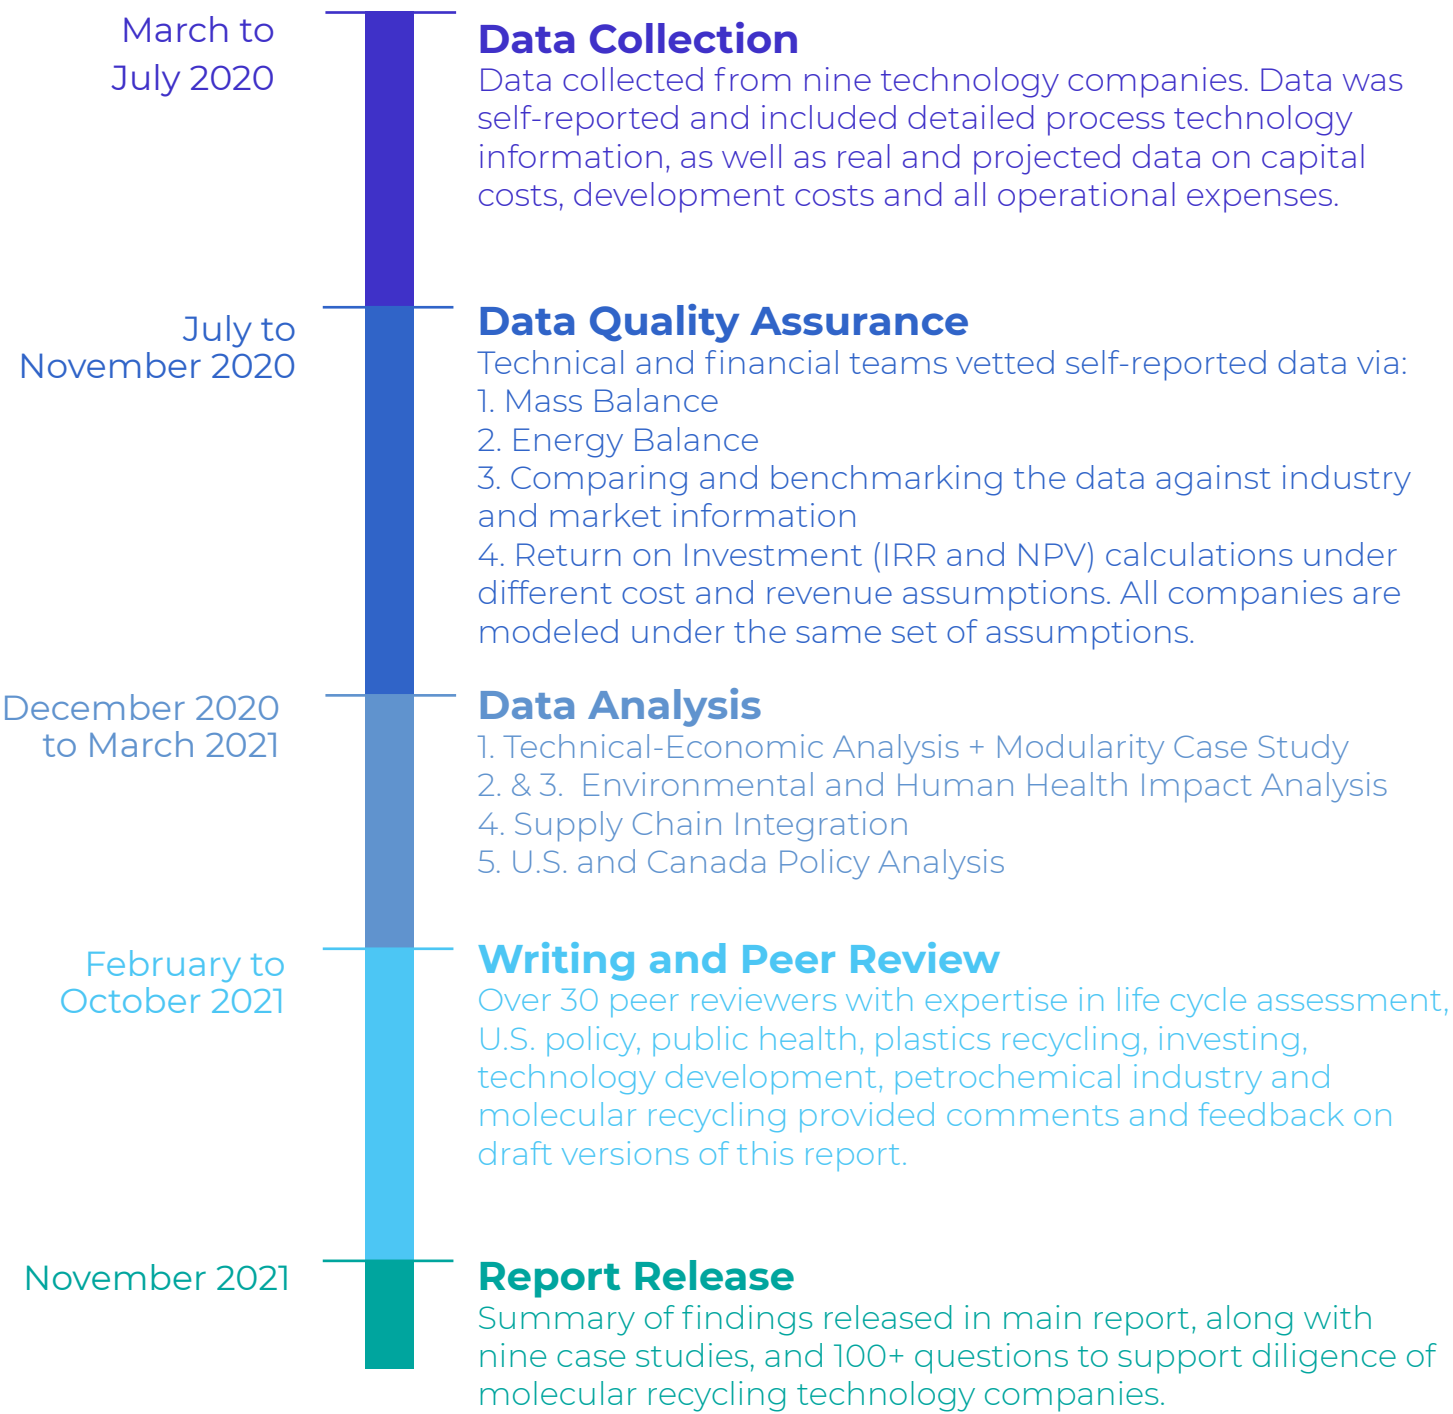 March to
July 2020
Data Collection
Data collected from nine technology companies. Data was
self-reported and included detailed process technology
information, as well as real and projected data on capital
costs, development costs and all operational expenses.
July to
November 2020
Data Quality Assurance
Technical and financial teams vetted self-reported data via:
1. Mass Balance
2. Energy Balance
3. Comparing and benchmarking the data against industry
and market information
4. Return on Investment (IRR and NPV) calculations under
different cost and revenue assumptions. All companies are
modeled under the same set of assumptions.
December 2020
to March 2021
Data Analysis
1. Technical-Economic Analysis + Modularity Case Study
2. & 3. Environmental and Human Health Impact Analysis
4. Supply Chain Integration
5. U.S. and Canada Policy Analysis
February to
October 2021
Writing and Peer Review
Over 30 peer reviewers with expertise in life cycle assessment,
U.S. policy, public health, plastics recycling, investing,
technology development, petrochemical industry and
molecular recycling provided comments and feedback on
draft versions of this report.
November 2021
Report Release
Summary of findings released in main report, along with
nine case studies, and 100+ questions to support diligence of
molecular recycling technology companies.